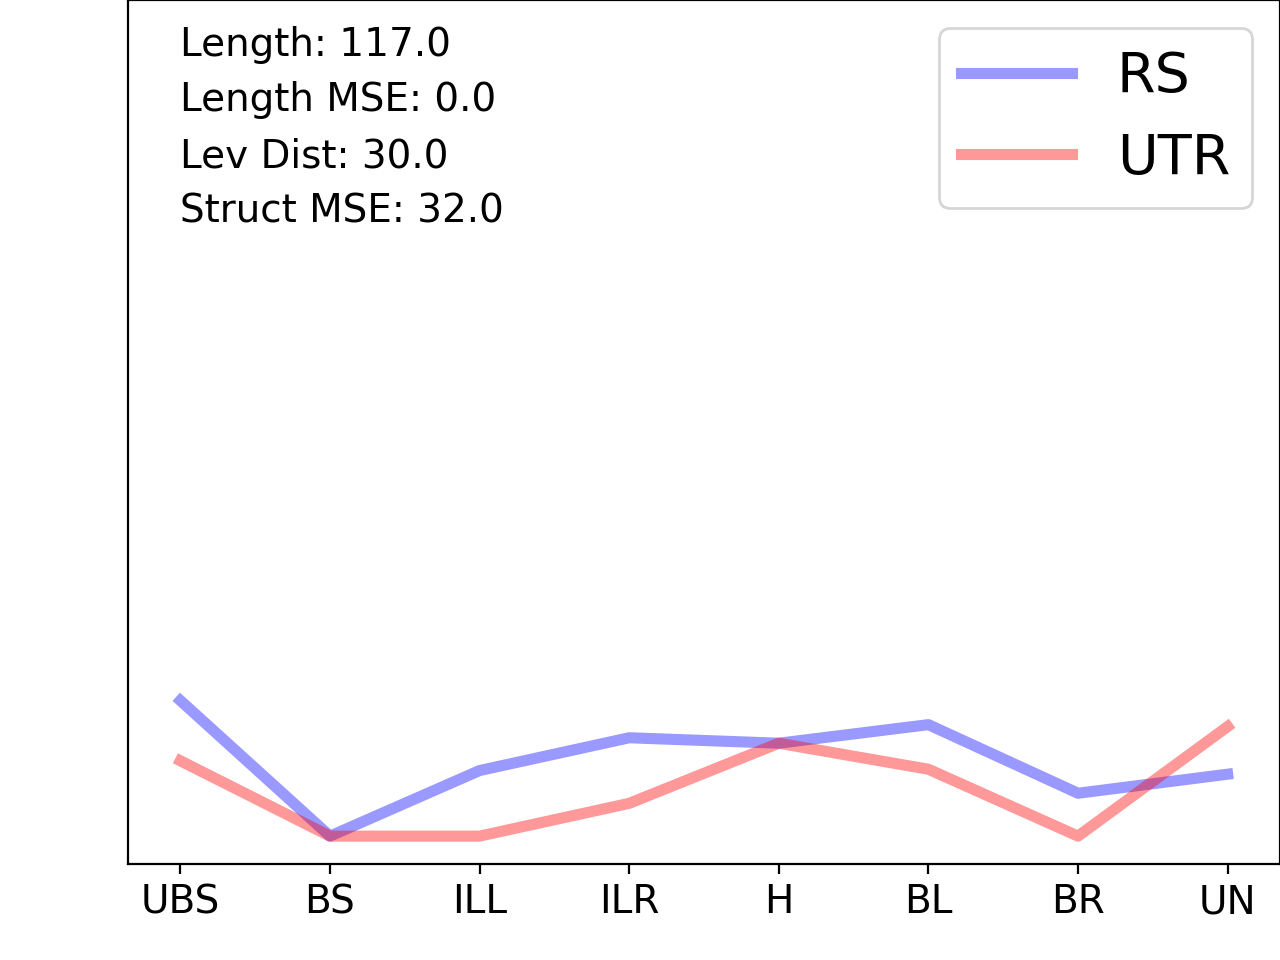 Length: 117.0
Length MSE: 0.0
Lev Dist: 30.0
Struct MSE: 32.0
RS
UTR
UBS BS ILL ILR H BL BR UN